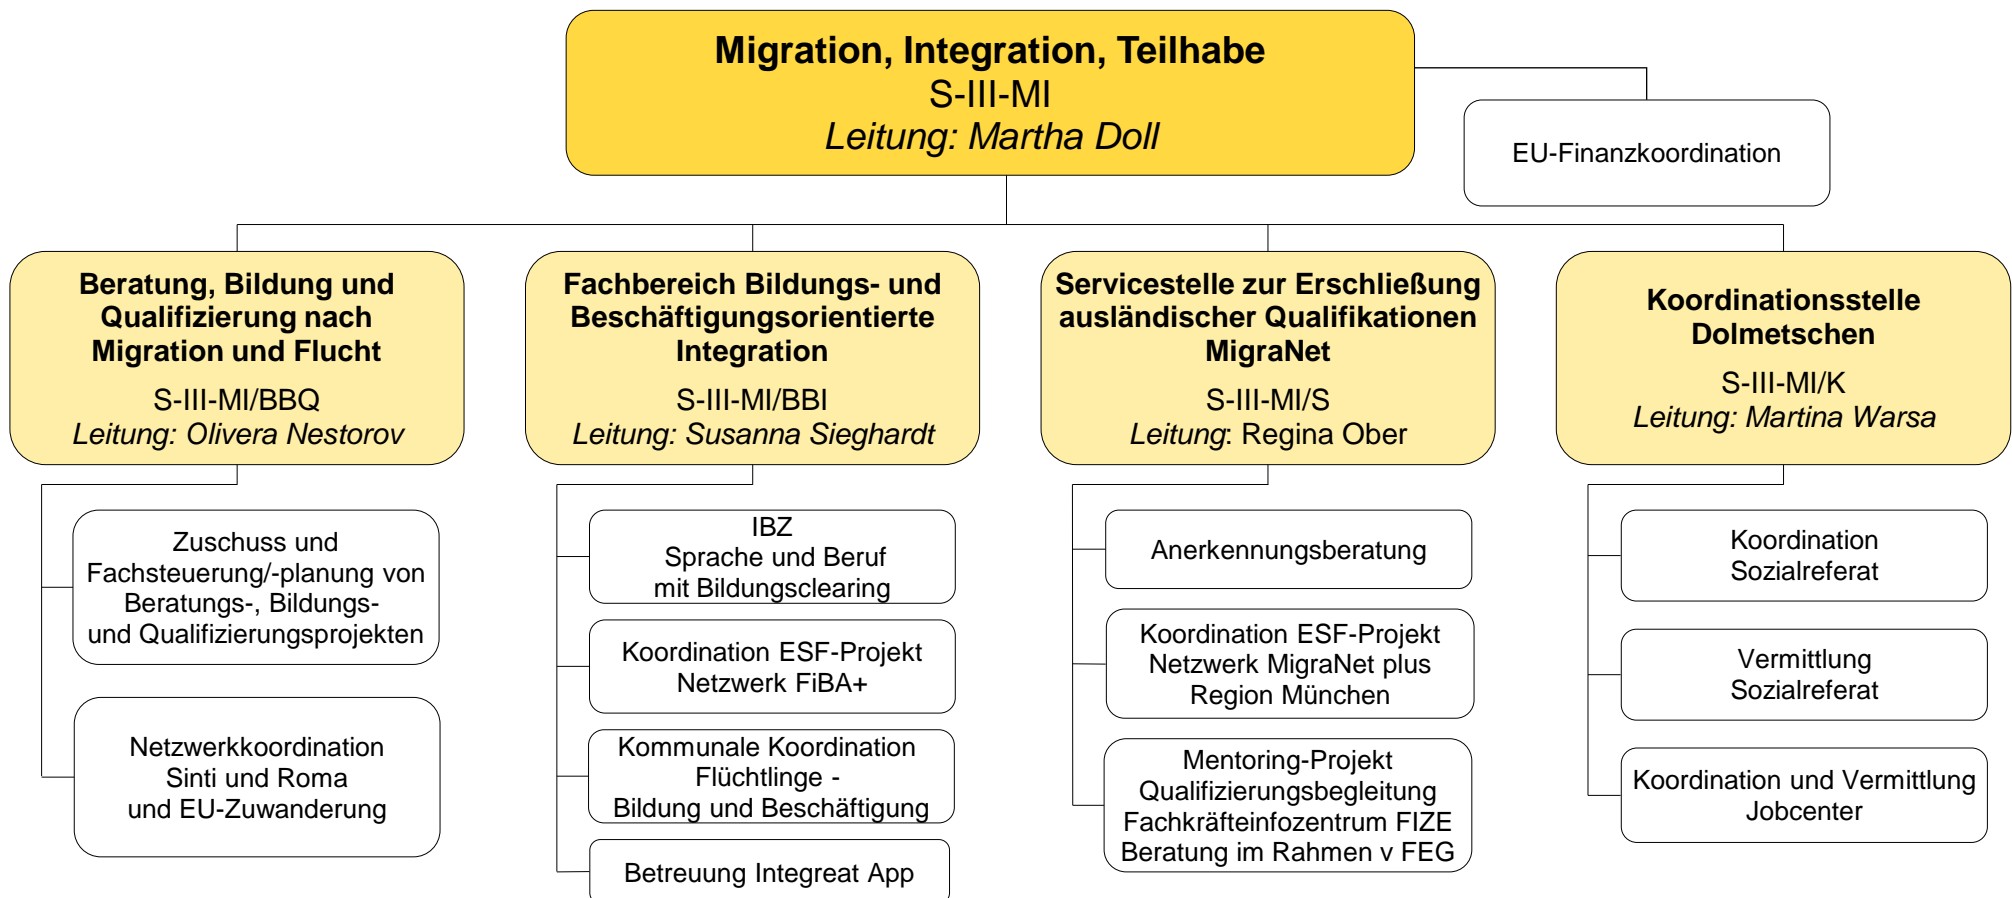 Migration, Integration, Teilhabe
S-III-MI
Leitung: Martha Doll
EU-Finanzkoordination
Beratung, Bildung und
Qualifizierung nach
Migration und Flucht
S-III-MI/BBQ
Leitung: Olivera Nestorov
Zuschuss und
Fachsteuerung/-planung von
Beratungs-, Bildungs-
und Qualifizierungsprojekten
Netzwerkkoordination
Sinti und Roma
und EU-Zuwanderung
Fachbereich Bildungs- und
Beschäftigungsorientierte
Integration
S-III-MI/BBI
Leitung: Susanna Sieghardt
IBZ
Sprache und Beruf
mit Bildungsclearing
Koordination ESF-Projekt
Netzwerk FiBA+
Kommunale Koordination
Flüchtlinge -
Bildung und Beschäftigung
Betreuung Integreat App
Servicestelle zur Erschließung
ausländischer Qualifikationen
MigraNet
S-III-MI/S
Leitung: Regina Ober
Anerkennungsberatung
Koordination ESF-Projekt
Netzwerk MigraNet plus
Region München
Mentoring-Projekt
Qualifizierungsbegleitung
Fachkräfteinfozentrum FIZE
Beratung im Rahmen v FEG
Koordinationsstelle
Dolmetschen
S-III-MI/K
Leitung: Martina Warsa
Koordination
Sozialreferat
Vermittlung
Sozialreferat
Koordination und Vermittlung
Jobcenter